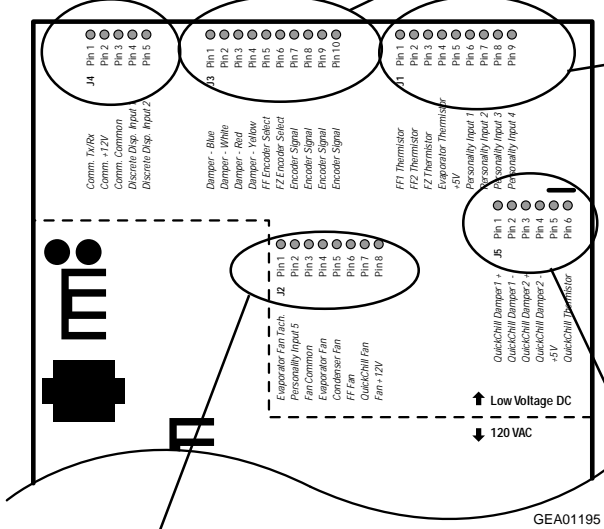 J4
Pin 1
Pin 2
Pin 3
Pin 4
Pin 5
Comm. Tx/Rx
Comm. +12V
Comm. Common
Discrete Disp. Input 1
Discrete Disp. Input 2
J3
Pin 1
Pin 2
Pin 3
Pin 4
Pin 5
Pin 6
Pin 7
Pin 8
Pin 9
Pin 10
Damper - Blue
Damper - White
Damper - Red
Damper - Yellow
FF Encoder Select
FZ Encoder Select
Encoder Signal
Encoder Signal
Encoder Signal
Encoder Signal
J1
Pin 1
Pin 2
Pin 3
Pin 4
Pin 5
Pin 6
Pin 7
Pin 8
Pin 9
FF1 Thermistor
FF2 Thermistor
FZ Thermistor
Evaporator Thermistor
+5V
Personality Input 1
Personality Input 2
Personality Input 3
Personality Input 4
J5
Pin 1
Pin 2
Pin 3
Pin 4
Pin 5
Pin 6
QuickChill Damper1 +
QuickChill Damper1 -
QuickChill Damper2 +
QuickChill Damper2 -
+5V
QuickChill Thermistor
J2
Pin 1
Pin 2
Pin 3
Pin 4
Pin 5
Pin 6
Pin 7
Pin 8
Evaporator Fan Tach.
Personality Input 5
Fan Common
Evaporator Fan
Condenser Fan
FF Fan
QuickChill Fan
Fan +12V
Low Voltage DC
120 VAC
GEA01195